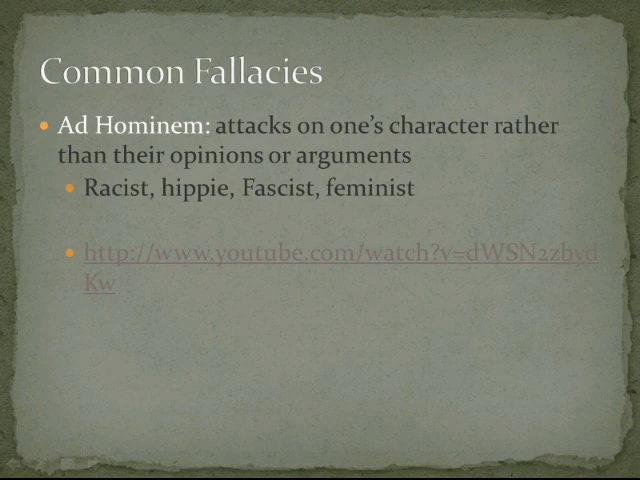 Common Fallacies
Ad Hominem: attacks on one's character rather
than their opinions or arguments
Racist, hippie, Fascist, feminist
http://www.youtube.com/watch?v=dWSN2zbyd
Kw